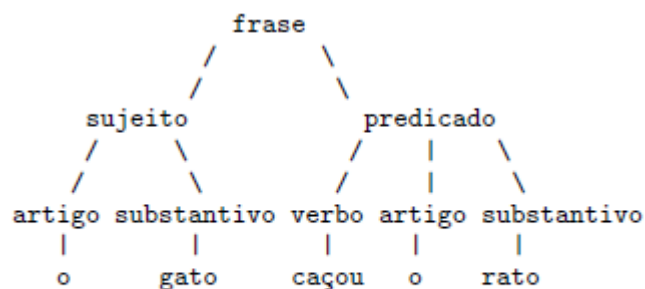 frase
sujeito predicado
artigo substantivo verbo artigo substantivo
o gato caçou o rato